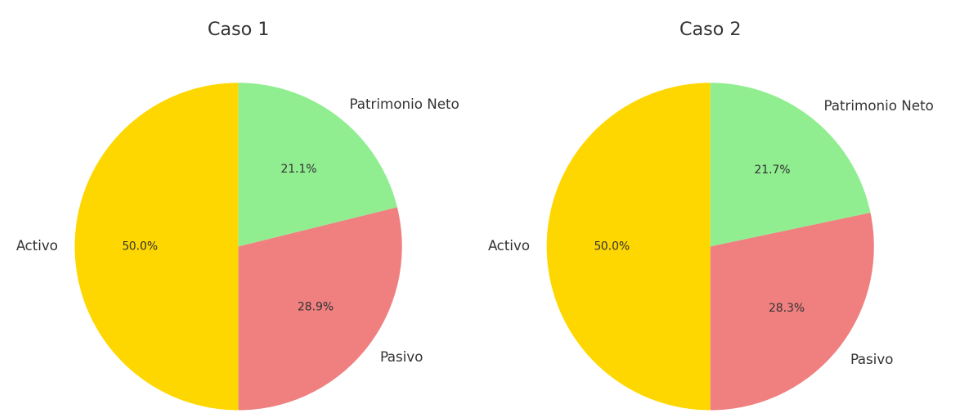 Caso 1
Patrimonio Neto
21.1%
Activo
50.0%
28.9%
Pasivo
Caso 2
Patrimonio Neto
21.7%
Activo
50.0%
28.3%
Pasivo